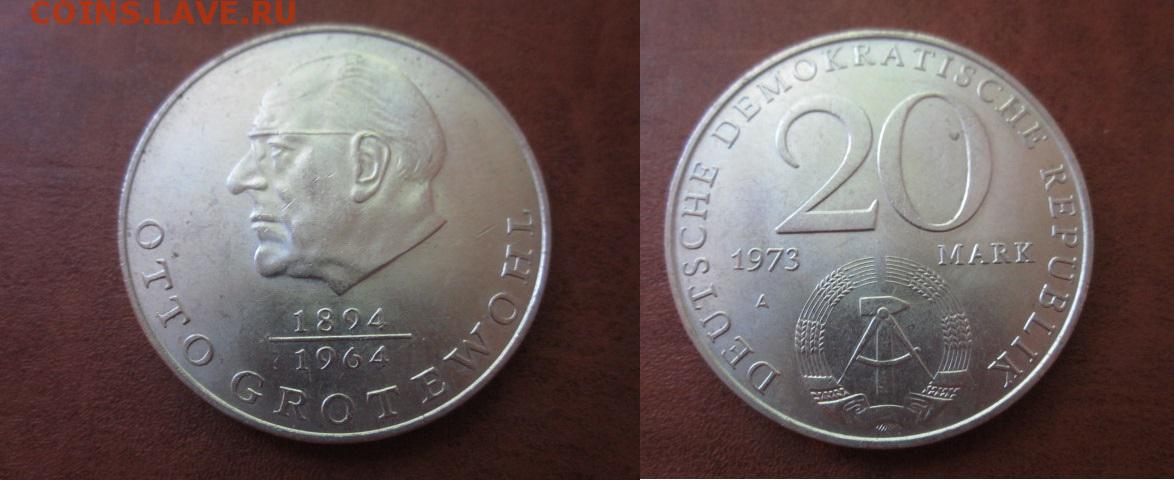 COINS.LAVE.RU
OTTO GROTEWOHL
1894
1964
DEUTSCHE DEMOKRATISCHE REPUBLIK
20
1973 MARK
A